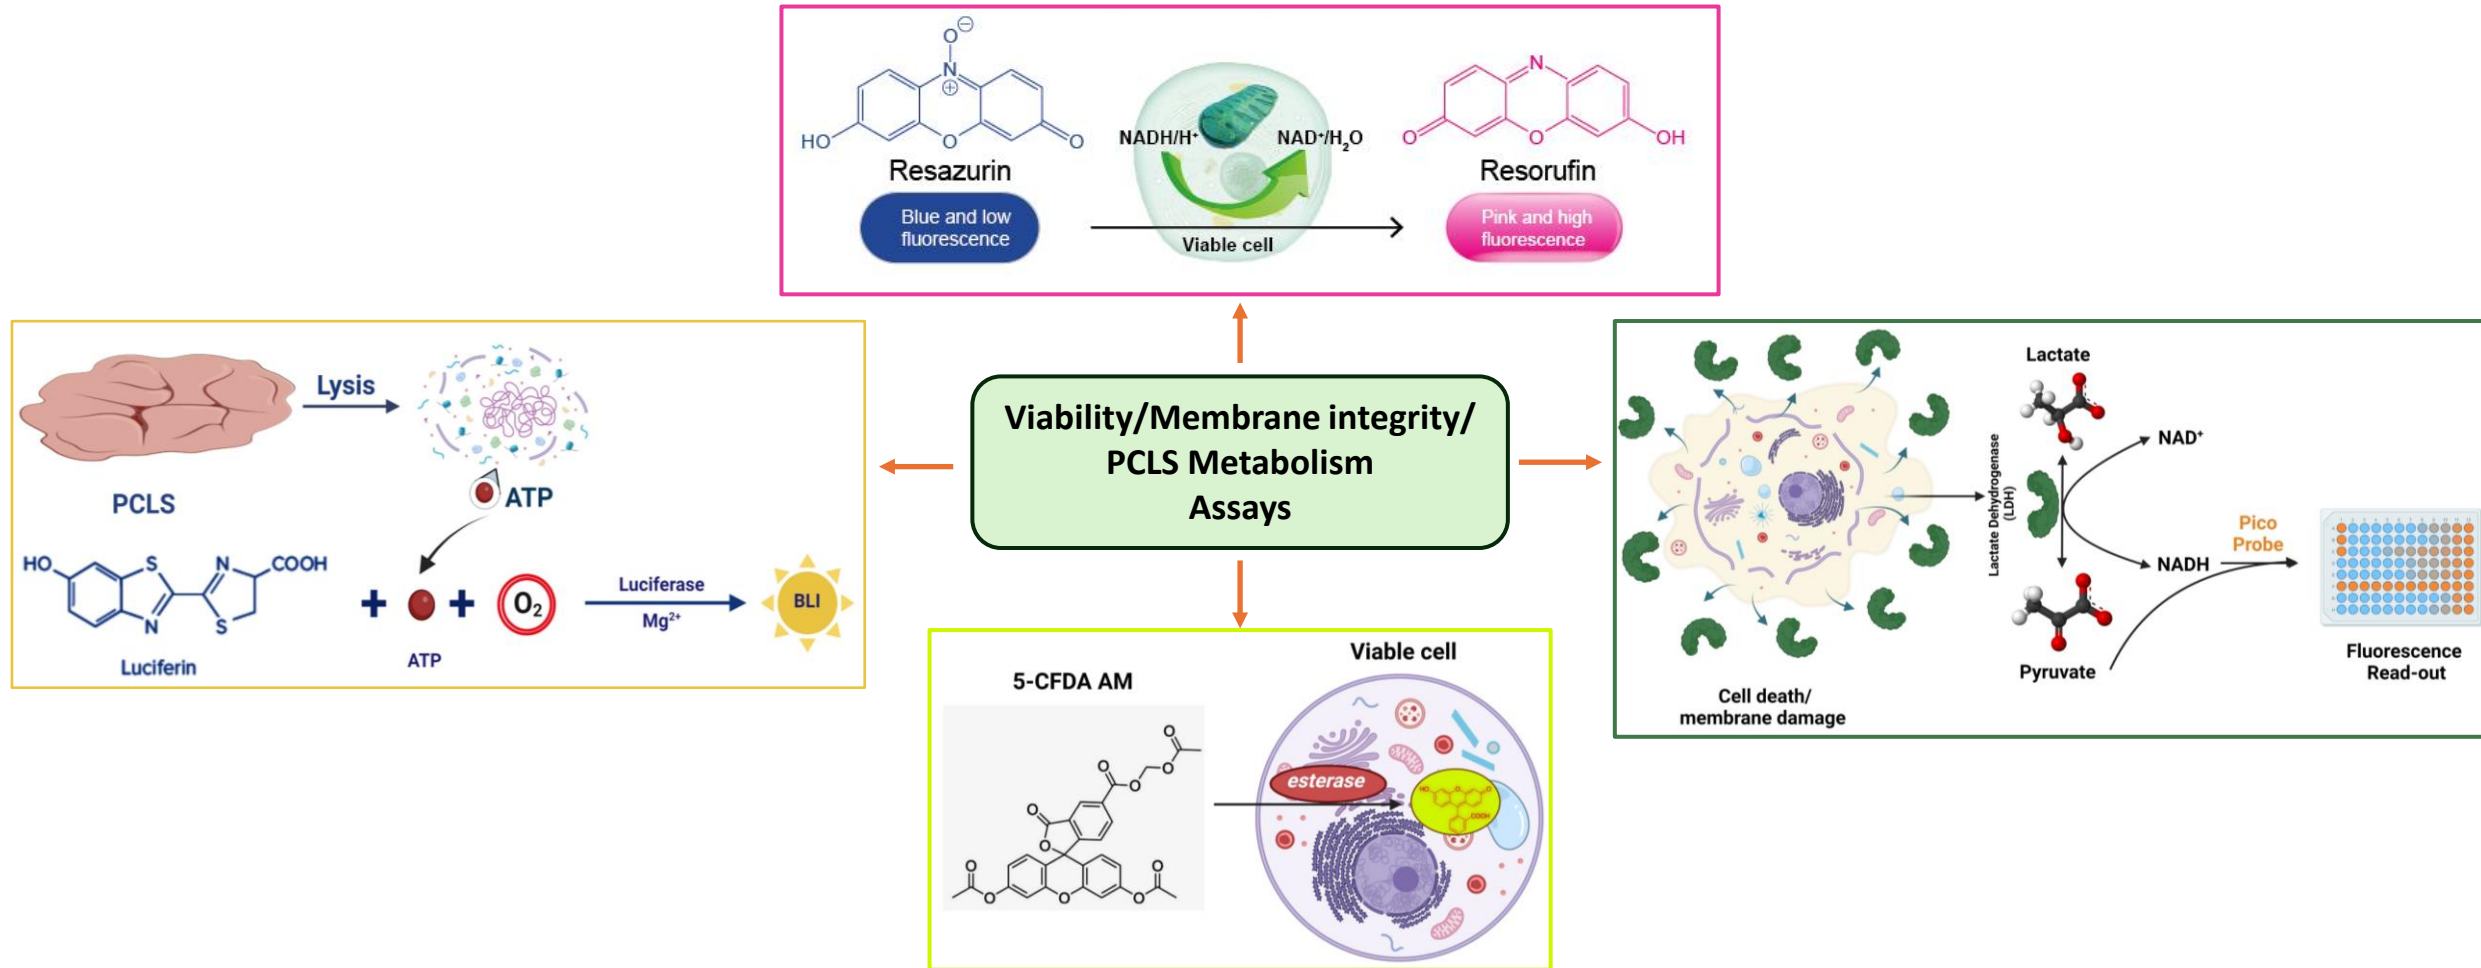 O⊖
N
⊕
HO
O
O
Resazurin
Blue and low
fluorescence
NADH/H⁺
NAD⁺/H₂O
Viable cell
N
O
O
OH
Resorufin
Pink and high
fluorescence
Viability/Membrane integrity/
PCLS Metabolism
Assays
Lysis
PCLS
ATP
HO
S
N
N
S
COOH
Luciferin
+
ATP
+
O₂
Luciferase
Mg²⁺
BLI
5-CFDA AM
O
O
O
O
O
O
O
O
O
O
O
Viable cell
esterase
HO
O
O
COOH
Cell death/
membrane damage
Lactate Dehydrogenase
(LDH)
Lactate
NAD⁺
NADH
Pyruvate
Pico
Probe
Fluorescence
Read-out